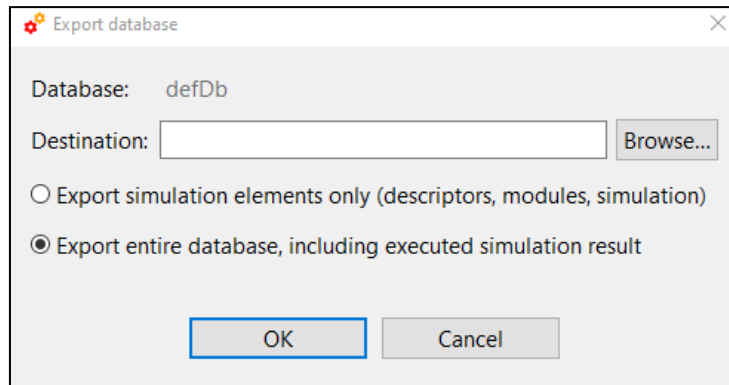 Export database
Database: defDb
Destination: Browse...
Export simulation elements only (descriptors, modules, simulation)
Export entire database, including executed simulation result
OK Cancel